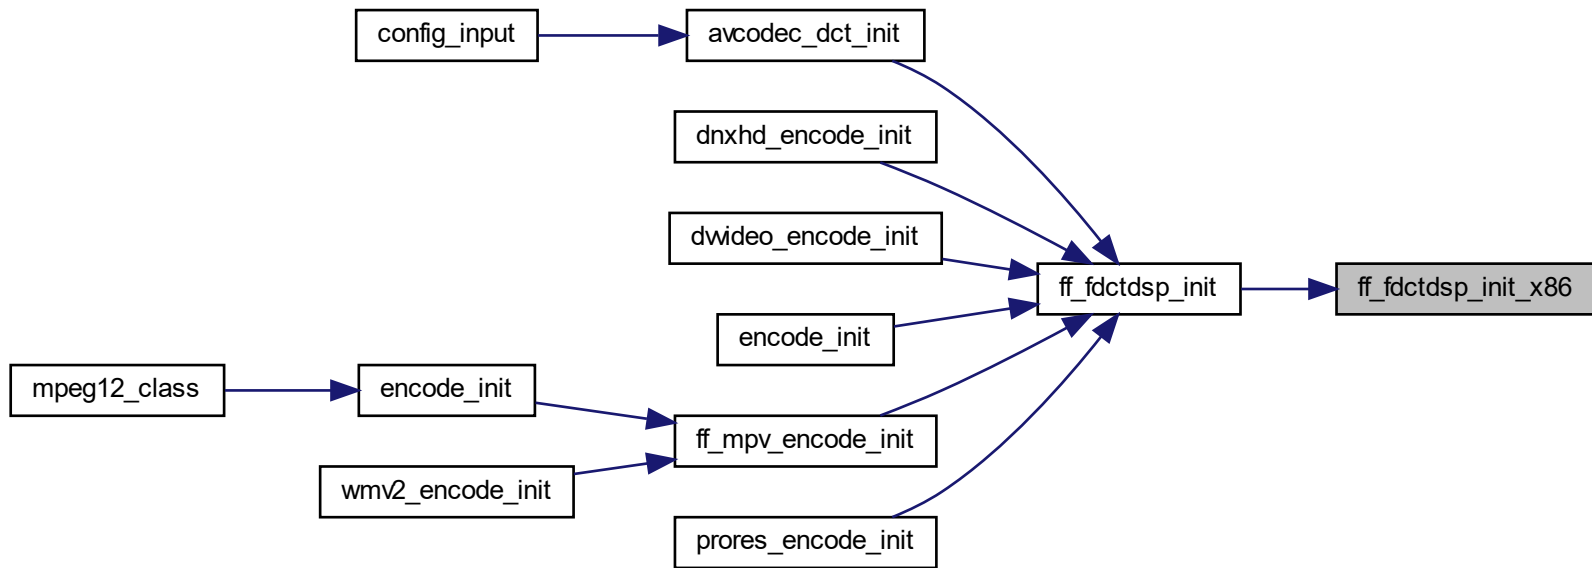 config_input
avcodec_dct_init
dnxhd_encode_init
dvvideo_encode_init
ff_fdctdsp_init
ff_fdctdsp_init_x86
encode_init
mpeg12_class
encode_init
ff_mpv_encode_init
wmv2_encode_init
prores_encode_init